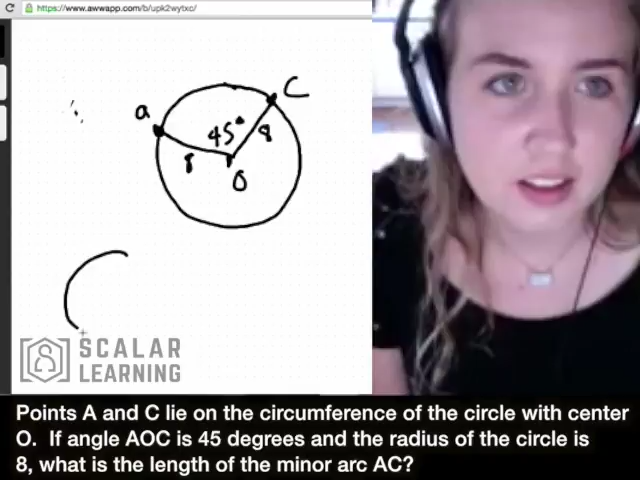 https://www.awwapp.com/b/upk2wytxc/
C
a
45°
8
8
O
SCALAR
LEARNING
Points A and C lie on the circumference of the circle with center
O. If angle AOC is 45 degrees and the radius of the circle is
8, what is the length of the minor arc AC?